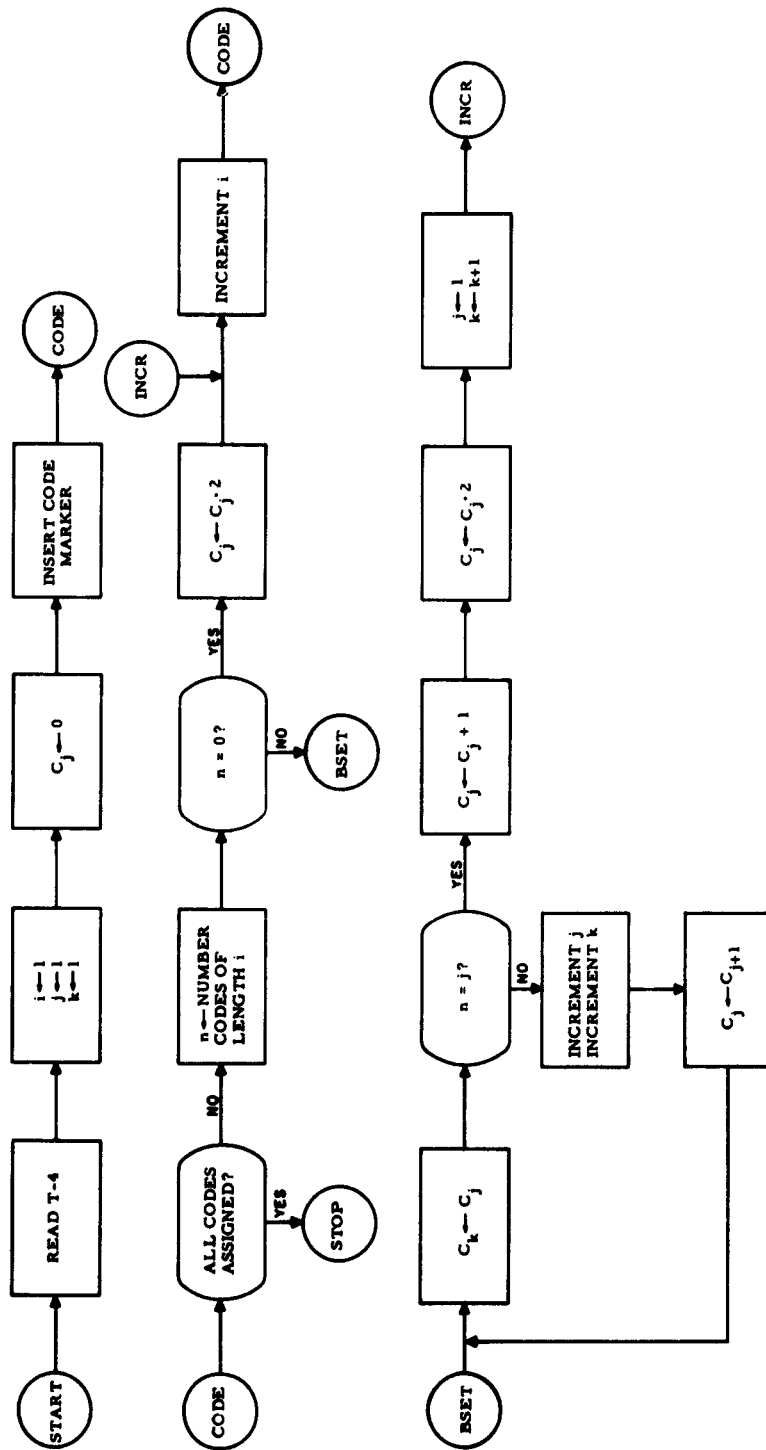 START
READ T-4
i←1
j←1
k←1
C_j←0
INSERT CODE
MARKER
CODE
CODE
ALL CODES
ASSIGNED?
YES
STOP
NO
n←NUMBER
CODES OF
LENGTH i
n = 0?
NO
BSET
YES
C_j←C_j·2
INCR
INCREMENT i
CODE
BSET
C_k←C_j
n = j?
NO
INCREMENT j
INCREMENT k
C_j←C_{j+1}
YES
C_j←C_j + 1
C_j←C_j·2
j←1
k←k+1
INCR